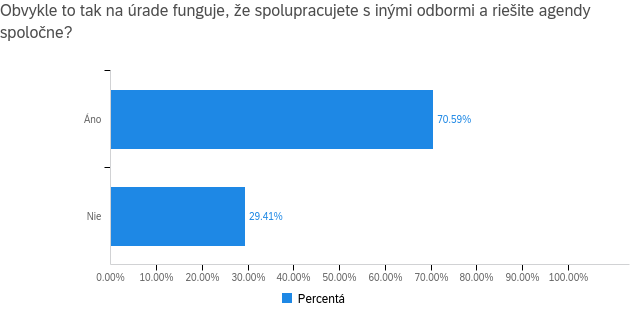 Obvykle to tak na úrade funguje, že spolupracujete s inými odbormi a riešite agendy
spoločne?
Áno
70.59%
Nie
29.41%
0.00% 10.00% 20.00% 30.00% 40.00% 50.00% 60.00% 70.00% 80.00% 90.00% 100.00%
Percentá